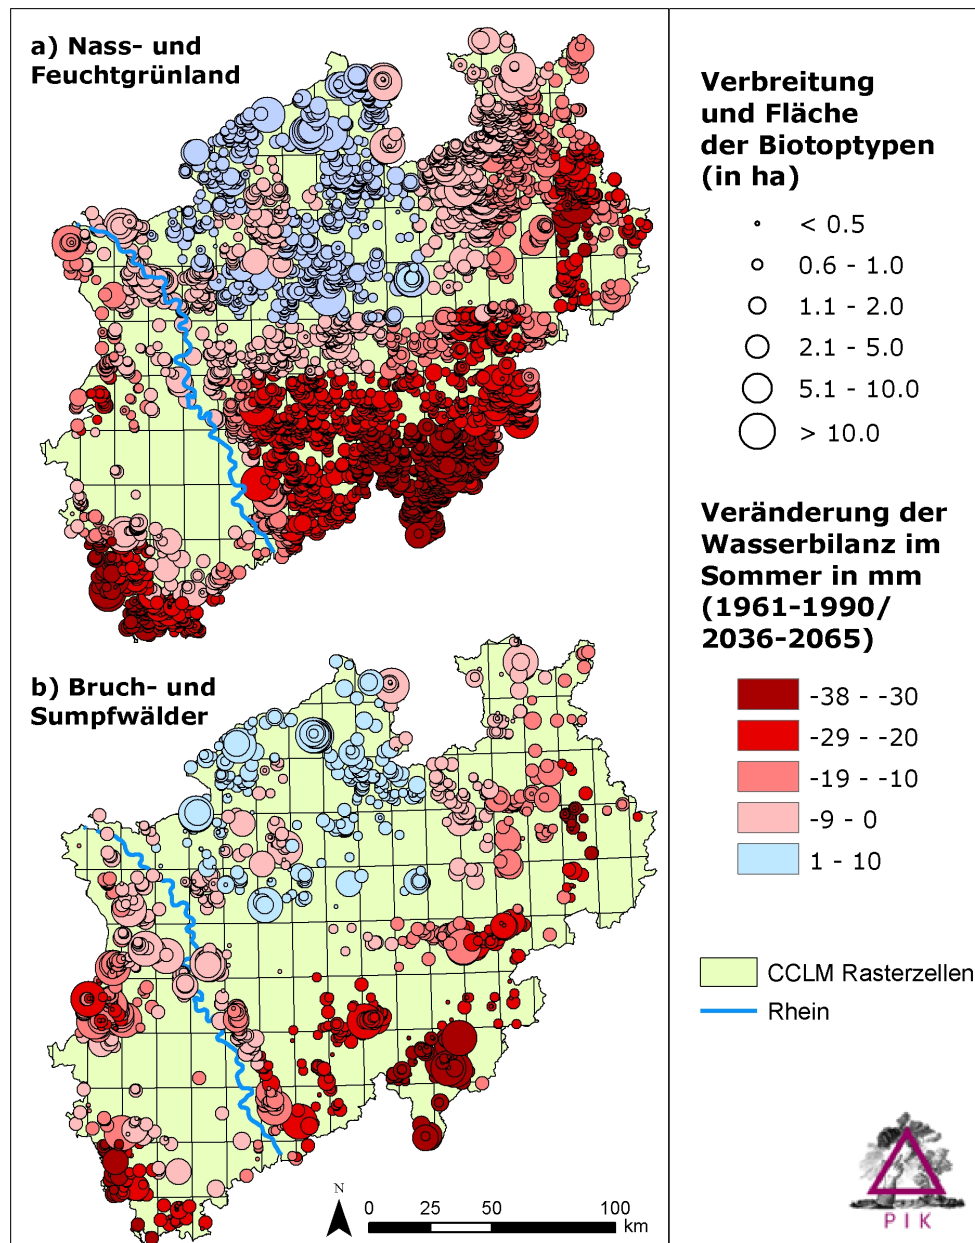 a) Nass- und
Feuchtgrünland
b) Bruch- und
Sumpfwälder
N
0 25 50 100
km
Verbreitung
und Fläche
der Biotoptypen
(in ha)
< 0.5
0.6 - 1.0
1.1 - 2.0
2.1 - 5.0
5.1 - 10.0
> 10.0
Veränderung der
Wasserbilanz im
Sommer in mm
(1961-1990/
2036-2065)
-38 - -30
-29 - -20
-19 - -10
-9 - 0
1 - 10
CCLM Rasterzellen
Rhein
PIK